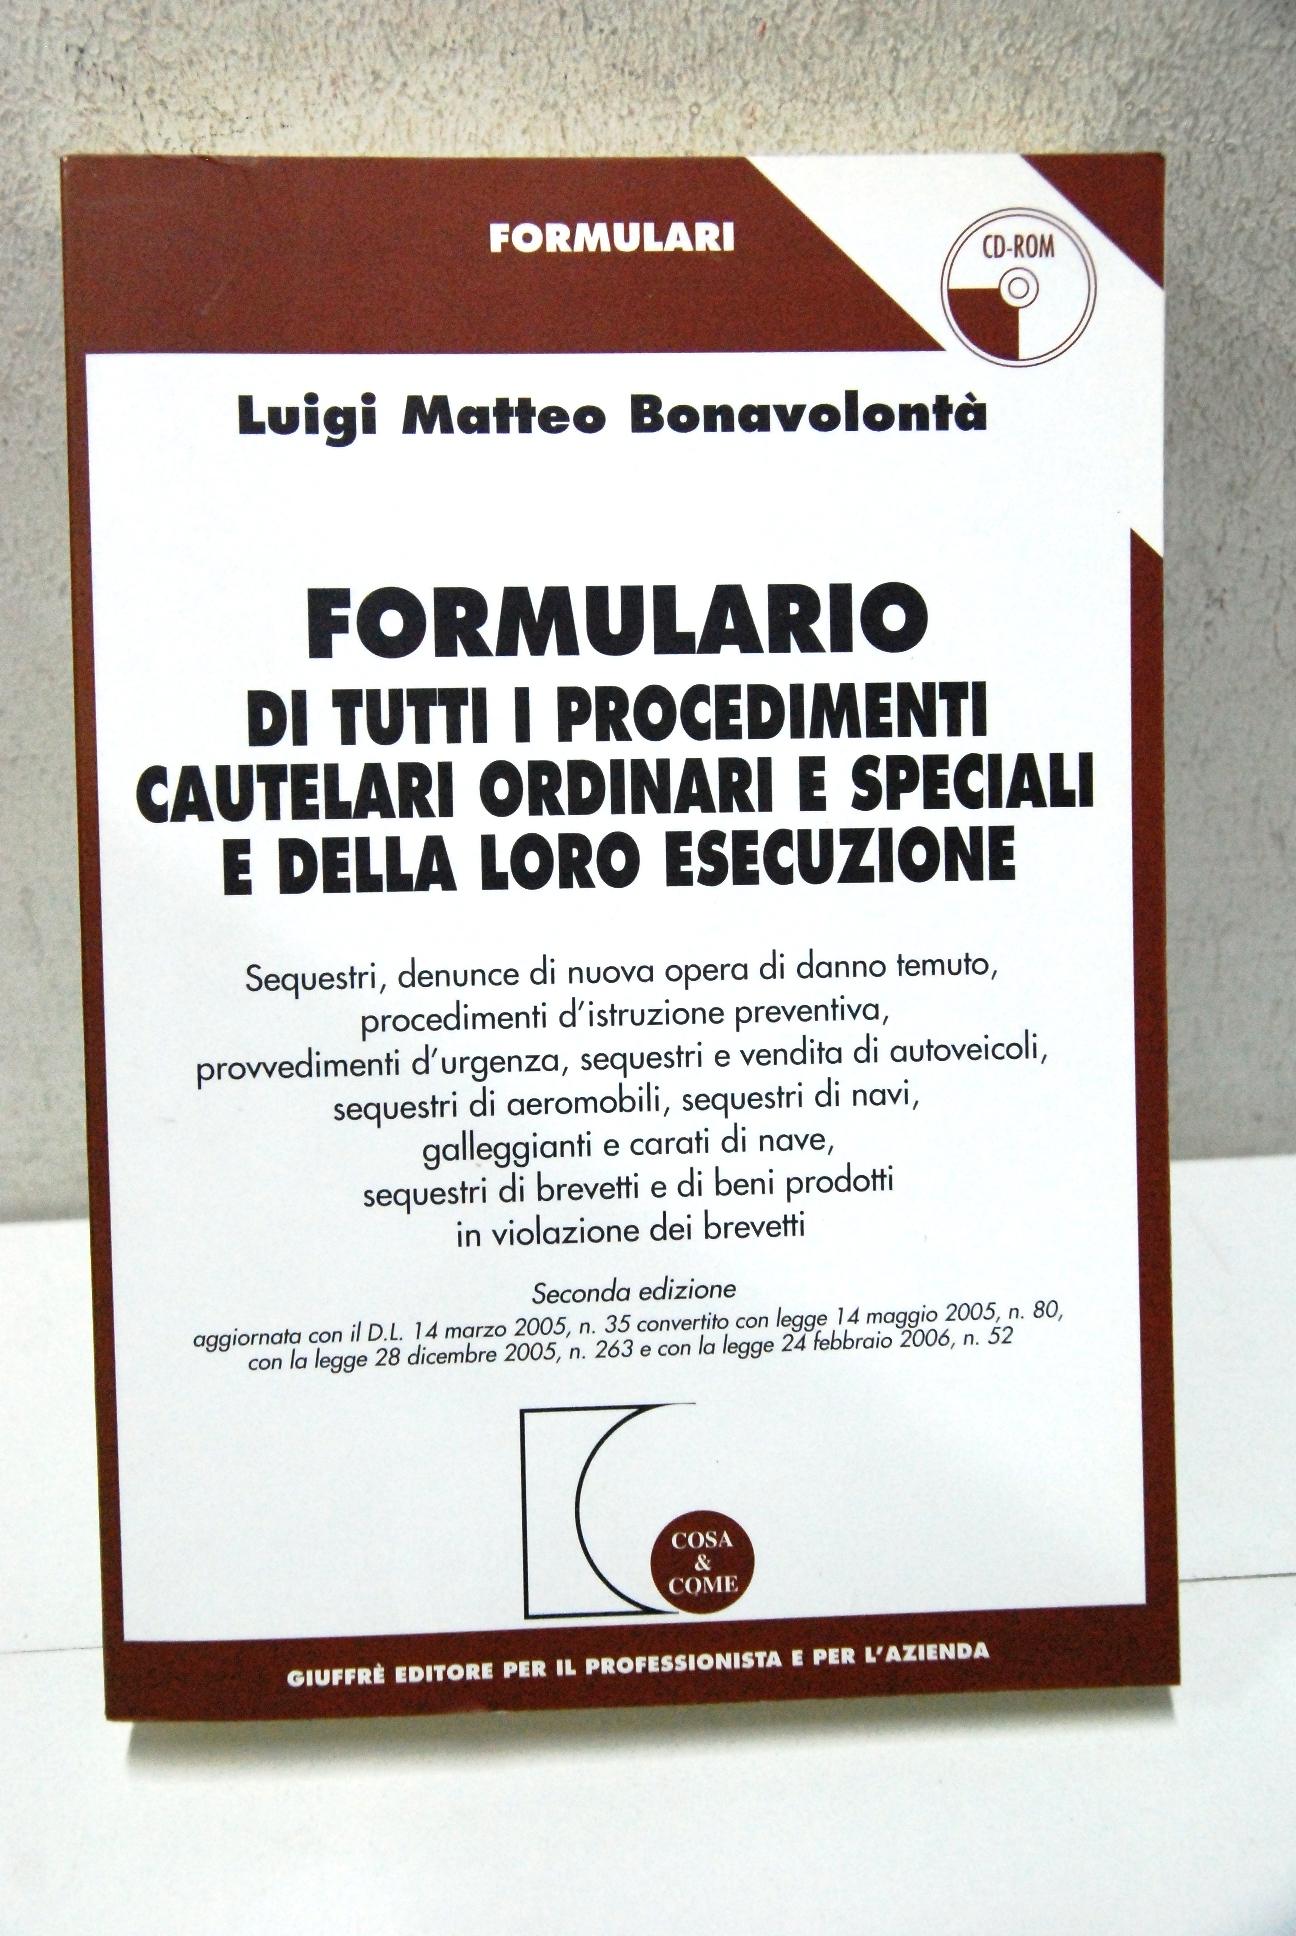 FORMULARI
CD-ROM
Luigi Matteo Bonavolontà
FORMULARIO
DI TUTTI I PROCEDIMENTI
CAUTELARI ORDINARI E SPECIALI
E DELLA LORO ESECUZIONE
Sequestri, denunce di nuova opera di danno temuto,
procedimenti d'istruzione preventiva,
provvedimenti d'urgenza, sequestri e vendita di autoveicoli,
sequestri di aeromobili, sequestri di navi,
galleggianti e carati di nave,
sequestri di brevetti e di beni prodotti
in violazione dei brevetti
Seconda edizione
aggiornata con il D.L. 14 marzo 2005, n. 35 convertito con legge 14 maggio 2005, n. 80,
con la legge 28 dicembre 2005, n. 263 e con la legge 24 febbraio 2006, n. 52
COSA
&
COME
GIUFFRÈ EDITORE PER IL PROFESSIONISTA E PER L'AZIENDA